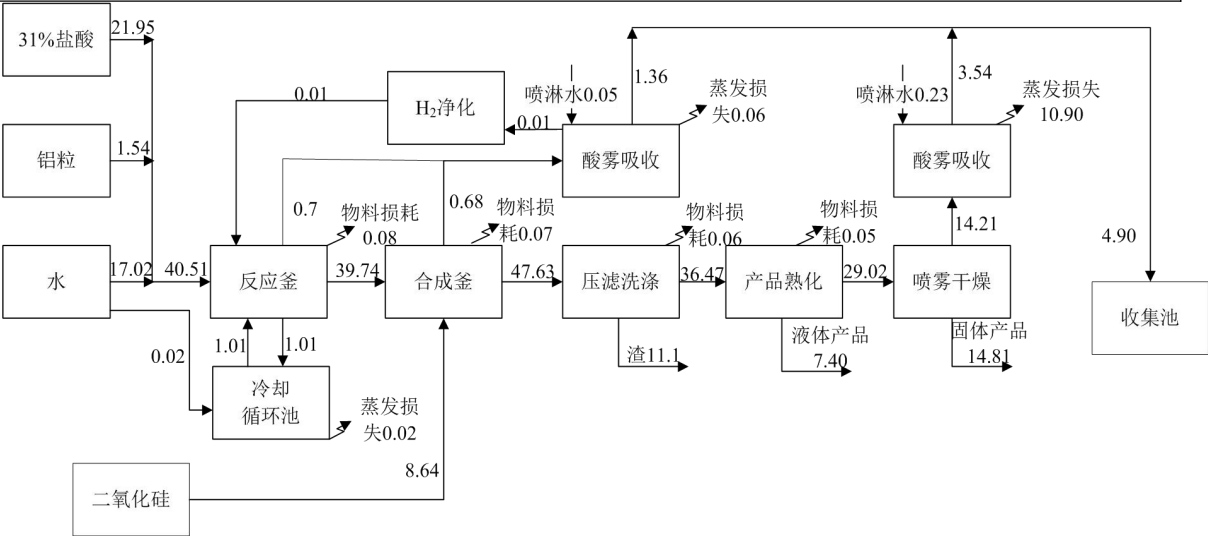 31%盐酸
21.95
铝粒
1.54
水
17.02
40.51
0.02
0.01
H₂净化
0.01
喷淋水0.05
1.36
蒸发损
失0.06
酸雾吸收
喷淋水0.23
3.54
蒸发损失
10.90
酸雾吸收
0.7
物料损耗
0.08
0.68
物料损
耗0.07
物料损
耗0.06
物料损
耗0.05
14.21
4.90
反应釜
39.74
合成釜
47.63
压滤洗涤
36.47
产品熟化
29.02
喷雾干燥
收集池
1.01
1.01
渣11.1
液体产品
7.40
固体产品
14.81
冷却
循环池
蒸发损
失0.02
8.64
二氧化硅